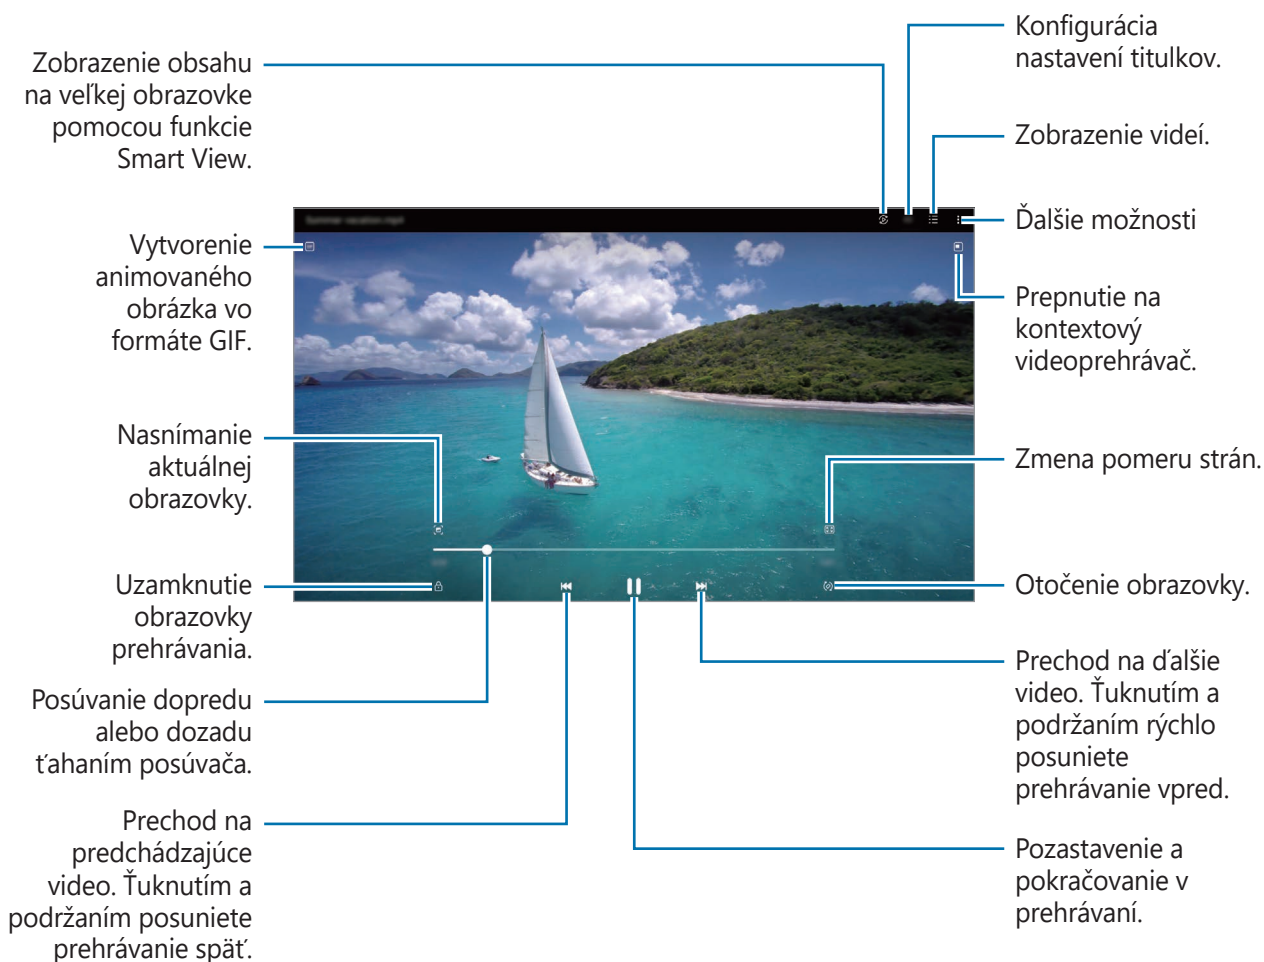 Konfigurácia
nastavení titulkov.
Zobrazenie obsahu
na veľkej obrazovke
pomocou funkcie
Smart View.
Zobrazenie videí.
Ďalšie možnosti
Summer vacation.mp4
Vytvorenie
animovaného
obrázka vo
formáte GIF.
Prepnutie na
kontextový
videoprehrávač.
Nasnímanie
aktuálnej
obrazovky.
Zmena pomeru strán.
Uzamknutie
obrazovky
prehrávania.
Otočenie obrazovky.
Posúvanie dopredu
alebo dozadu
ťahaním posúvača.
Prechod na ďalšie
video. Ťuknutím a
podržaním rýchlo
posuniete
prehrávanie vpred.
Prechod na
predchádzajúce
video. Ťuknutím a
podržaním posuniete
prehrávanie späť.
Pozastavenie a
pokračovanie v
prehrávaní.